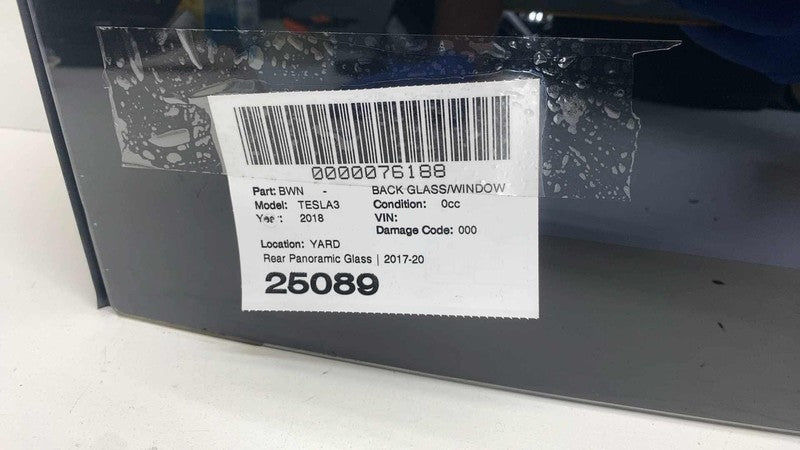 0000076188
Part: BWN - BACK GLASS/WINDOW
Model: TESLA3 Condition: 0cc
Year: 2018 VIN:
Damage Code: 000
Location: YARD
Rear Panoramic Glass | 2017-20
25089